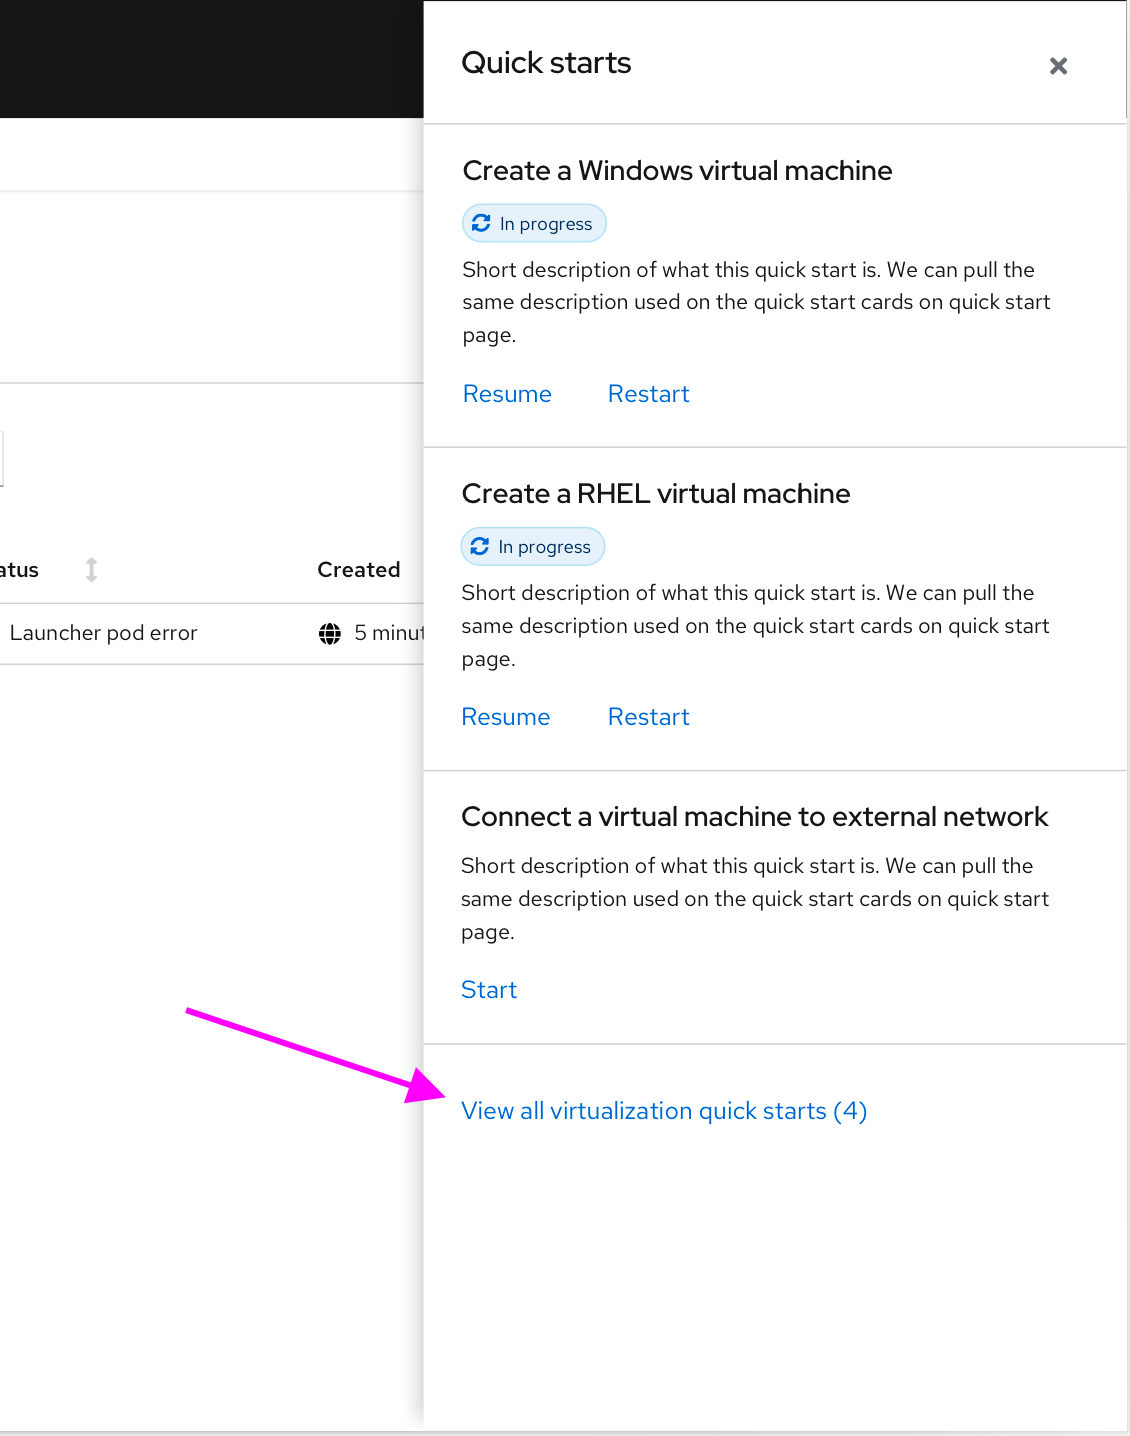 Quick starts
Create a Windows virtual machine
In progress
Short description of what this quick start is. We can pull the
same description used on the quick start cards on quick start
page.
Resume Restart
Create a RHEL virtual machine
In progress
Short description of what this quick start is. We can pull the
same description used on the quick start cards on quick start
page.
Resume Restart
Connect a virtual machine to external network
Short description of what this quick start is. We can pull the
same description used on the quick start cards on quick start
page.
Start
View all virtualization quick starts (4)
atus Created
Launcher pod error 5 minut